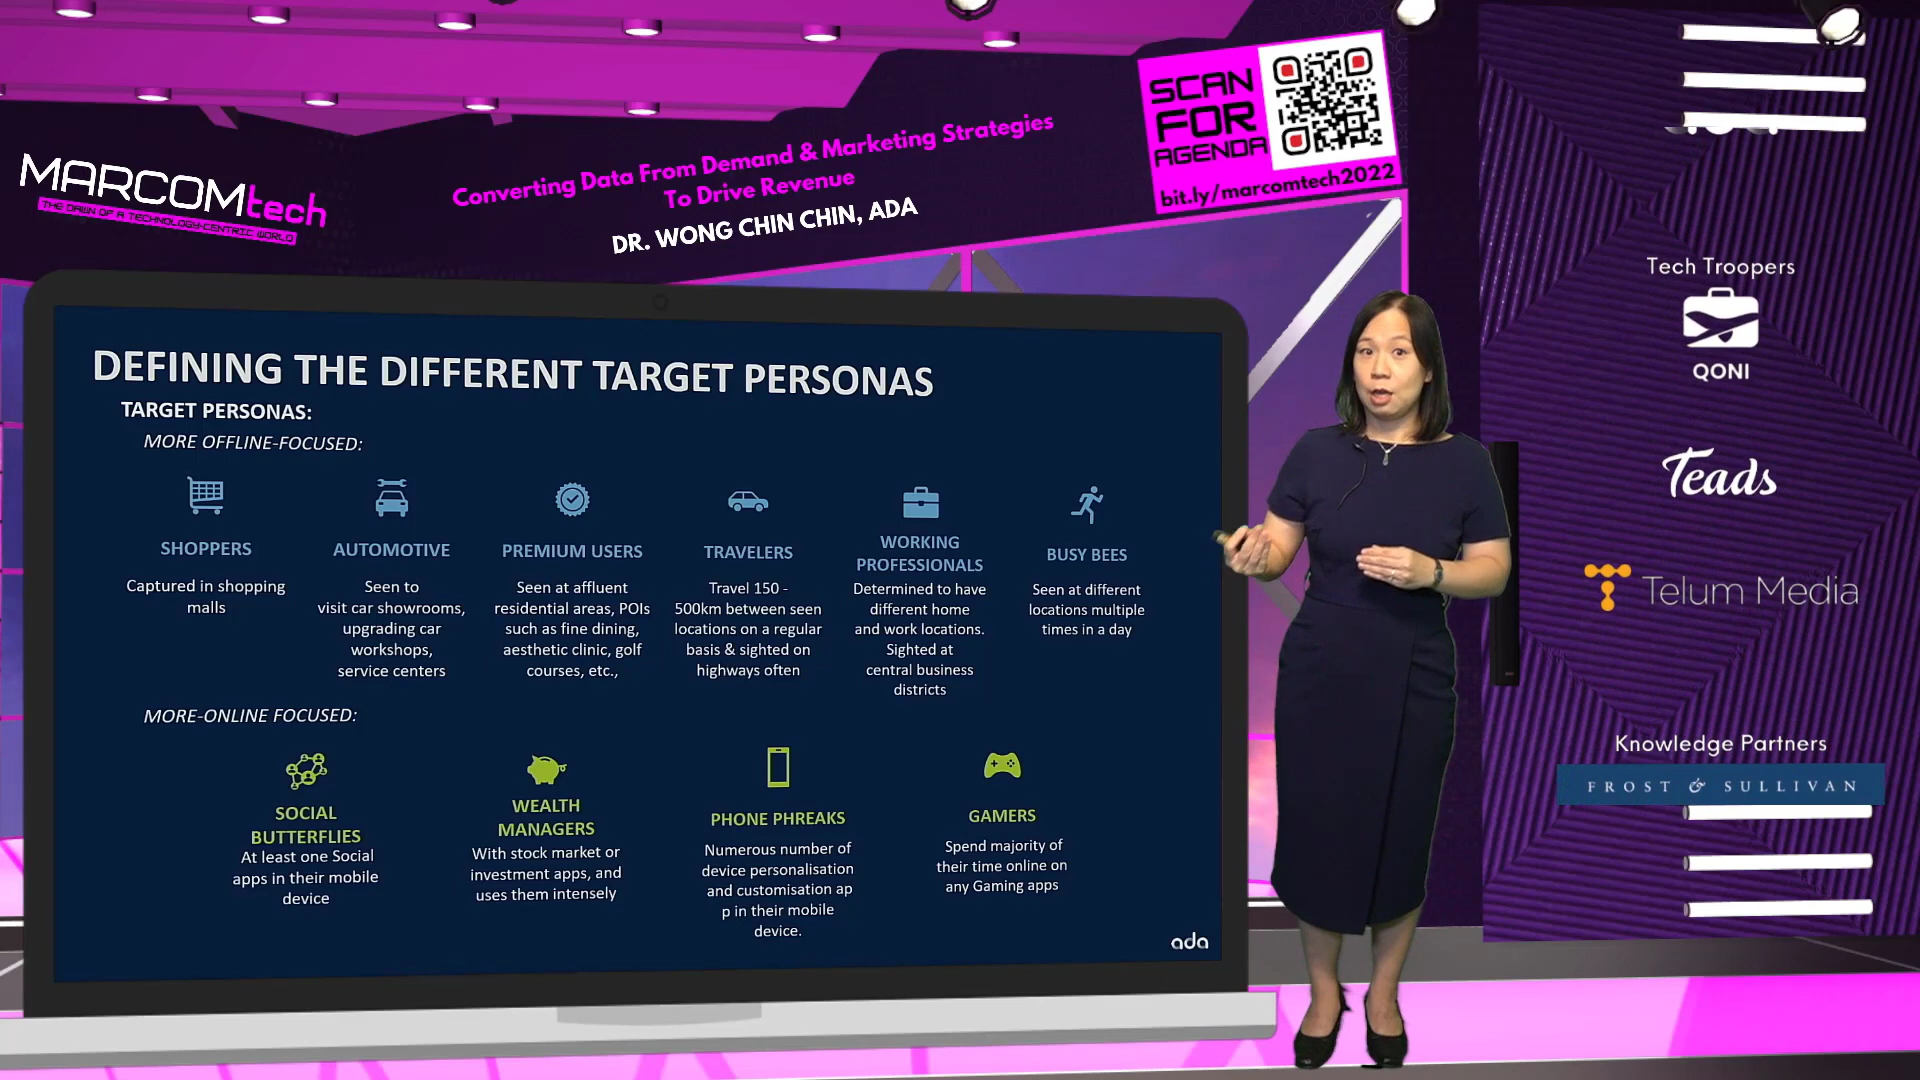 MARCOMtech
THE DAWN OF A TECHNOLOGY-CENTRIC WORLD
Converting Data From Demand & Marketing Strategies
To Drive Revenue
DR. WONG CHIN CHIN, ADA
SCAN
FOR
AGENDA
bit.ly/marcomtech2022
DEFINING THE DIFFERENT TARGET PERSONAS
TARGET PERSONAS:
MORE OFFLINE-FOCUSED:
SHOPPERS
Captured in shopping
malls
AUTOMOTIVE
Seen to
visit car showrooms,
upgrading car
workshops,
service centers
PREMIUM USERS
Seen at affluent
residential areas, POIs
such as fine dining,
aesthetic clinic, golf
courses, etc.,
TRAVELERS
Travel 150 -
500km between seen
locations on a regular
basis & sighted on
highways often
WORKING
PROFESSIONALS
Determined to have
different home
and work locations.
Sighted at
central business
districts
BUSY BEES
Seen at different
locations multiple
times in a day
MORE-ONLINE FOCUSED:
SOCIAL
BUTTERFLIES
At least one Social
apps in their mobile
device
WEALTH
MANAGERS
With stock market or
investment apps, and
uses them intensely
PHONE PHREAKS
Numerous number of
device personalisation
and customisation ap
p in their mobile
device.
GAMERS
Spend majority of
their time online on
any Gaming apps
ada
Tech Troopers
QONI
Teads
Telum Media
Knowledge Partners
FROST & SULLIVAN